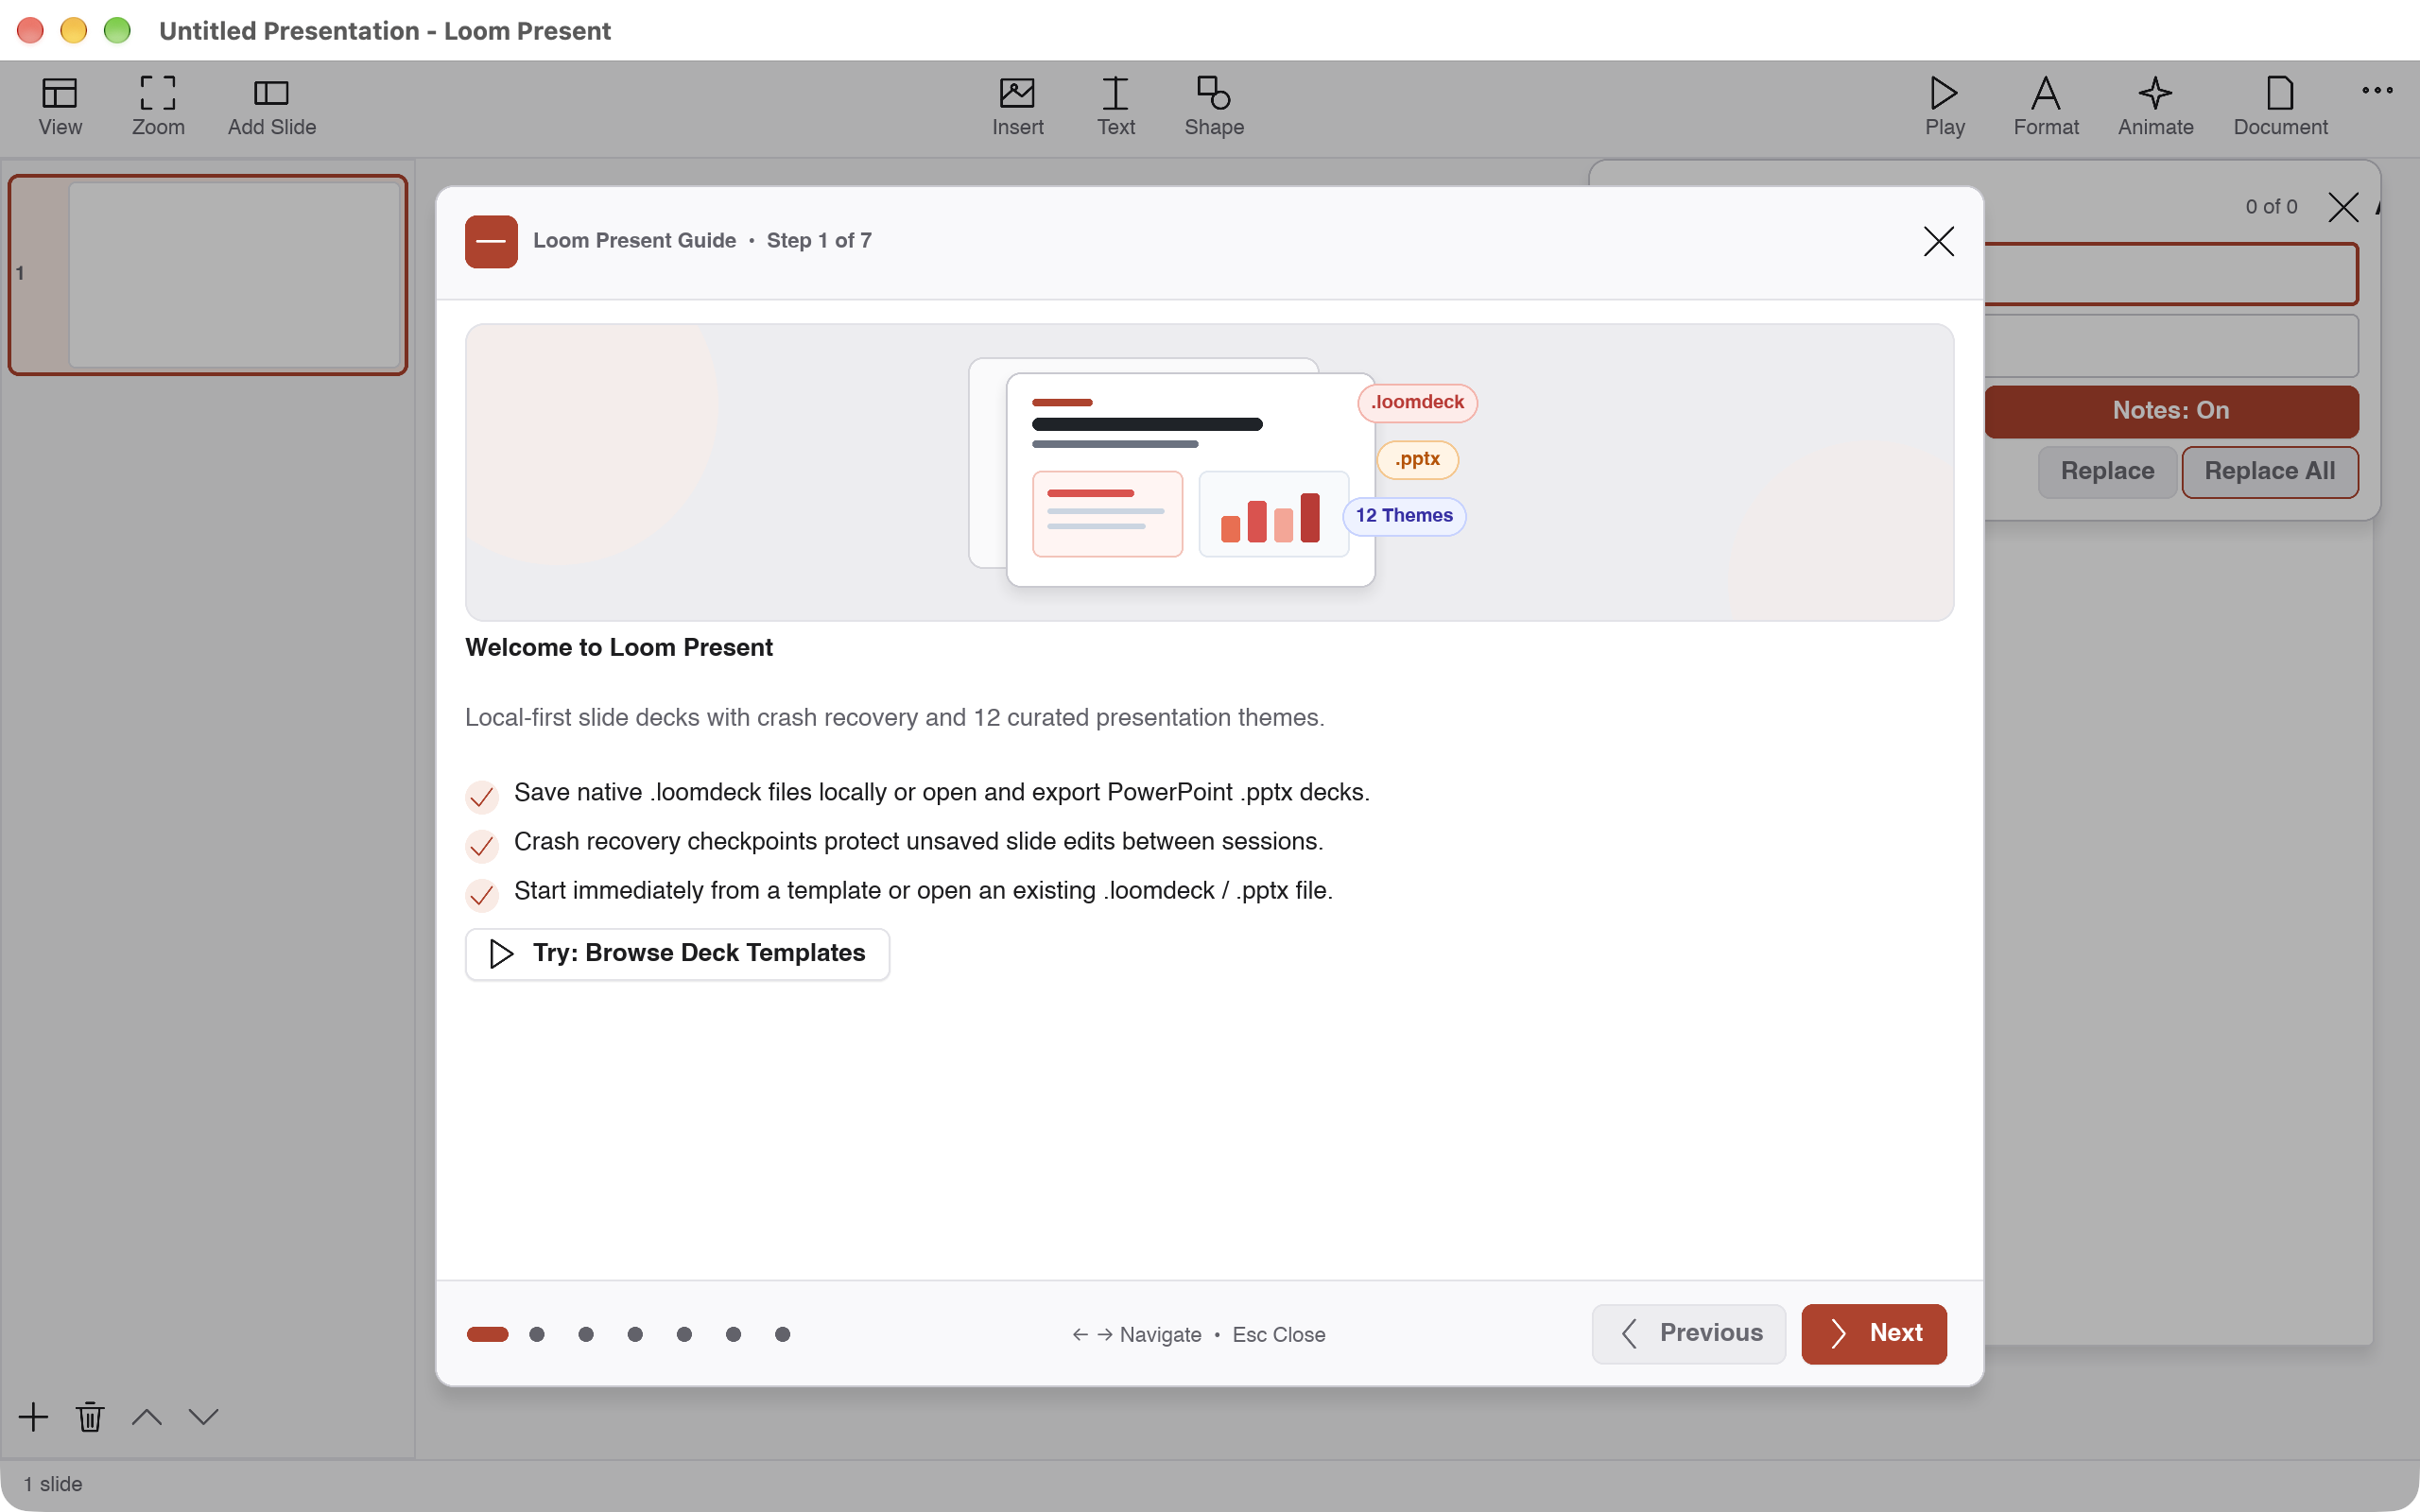 Untitled Presentation - Loom Present
View
Zoom
Add Slide
Insert
Text
Shape
Play
Format
Animate
Document
1
0 of 0
Notes: On
Replace
Replace All
Loom Present Guide • Step 1 of 7
.loomdeck
.pptx
12 Themes
Welcome to Loom Present
Local-first slide decks with crash recovery and 12 curated presentation themes.
Save native .loomdeck files locally or open and export PowerPoint .pptx decks.
Crash recovery checkpoints protect unsaved slide edits between sessions.
Start immediately from a template or open an existing .loomdeck / .pptx file.
Try: Browse Deck Templates
← → Navigate • Esc Close
Previous
Next
1 slide